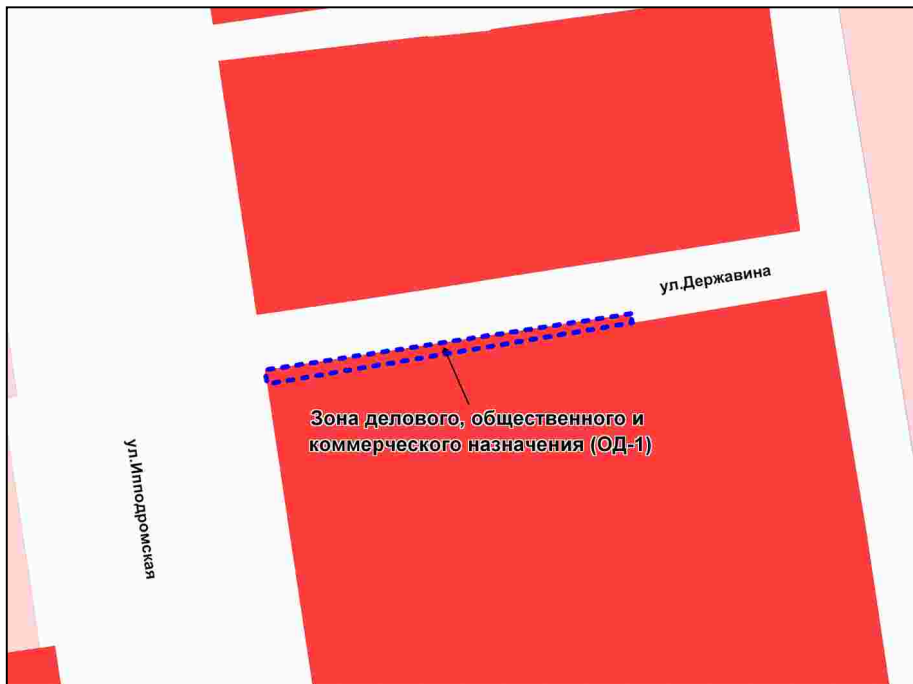 ул.Державина
Зона делового, общественного и
коммерческого назначения (ОД-1)
ул.Ипподромская